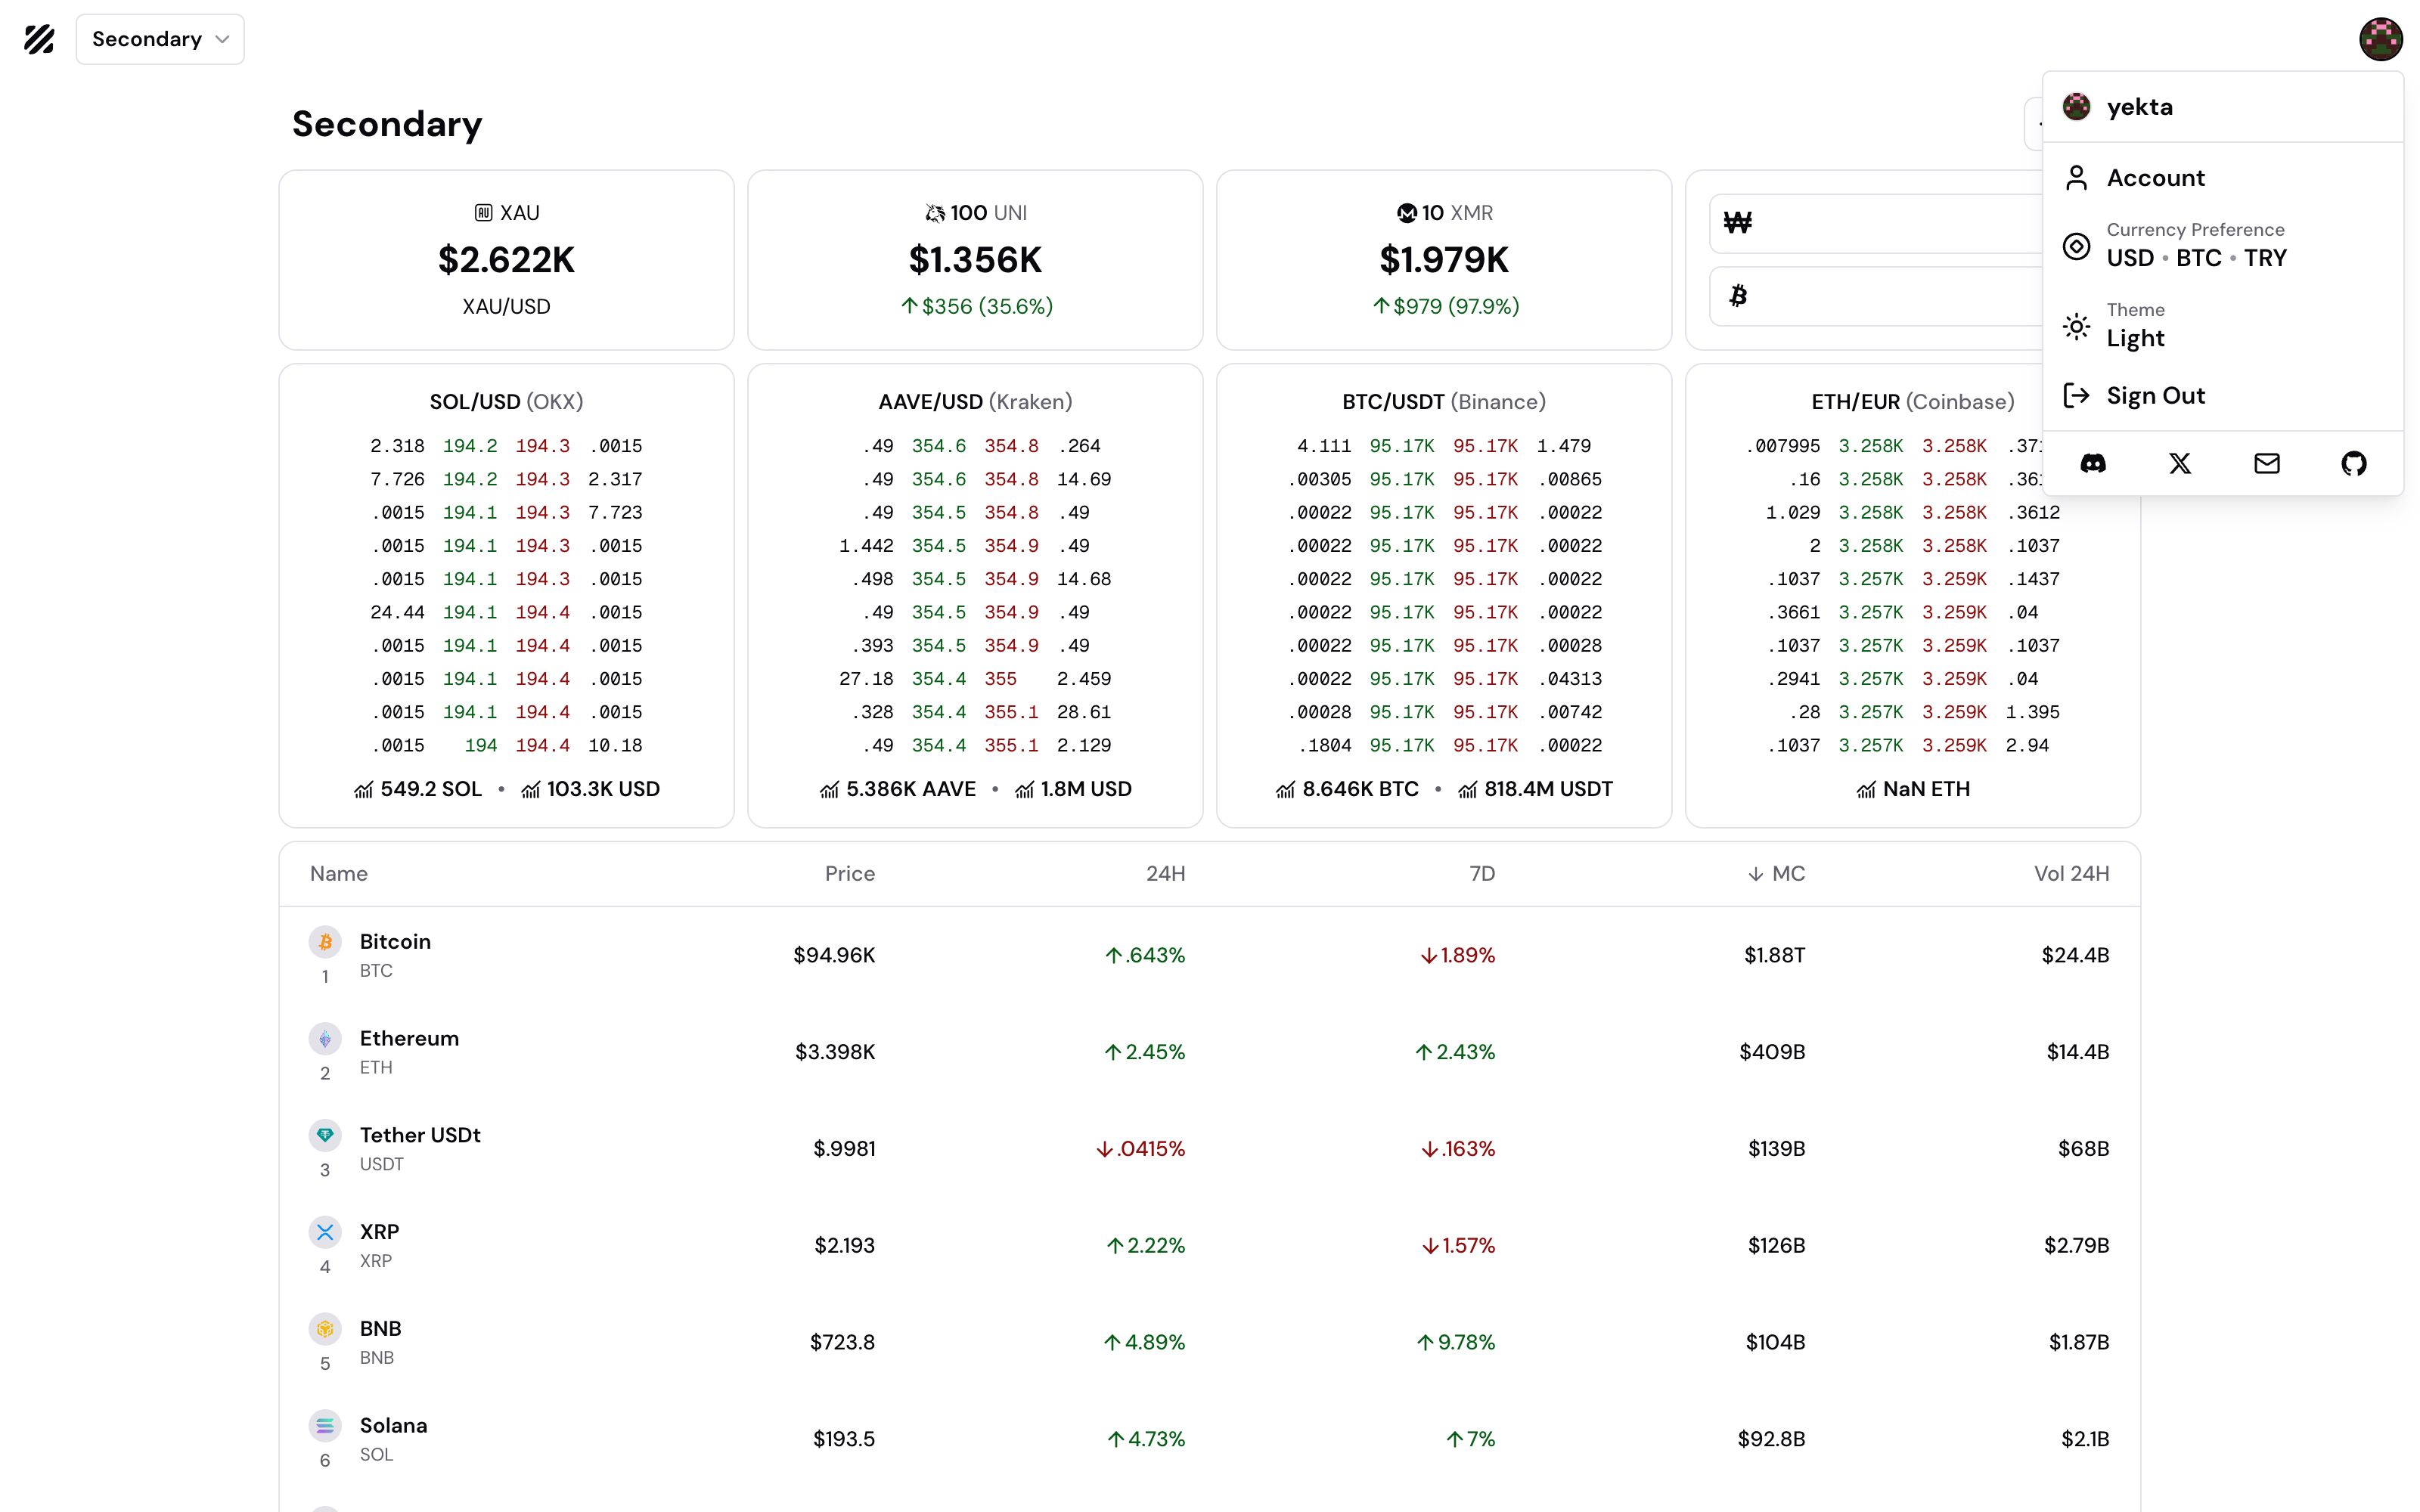 Secondary
yekta
Account
Currency Preference
USD • BTC • TRY
Theme
Light
Sign Out
Secondary
XAU
$2.622K
XAU/USD
100 UNI
$1.356K
↑$356 (35.6%)
10 XMR
$1.979K
↑$979 (97.9%)
₩
₿
SOL/USD (OKX)
2.318 194.2 194.3 .0015
7.726 194.2 194.3 2.317
.0015 194.1 194.3 7.723
.0015 194.1 194.3 .0015
.0015 194.1 194.3 .0015
24.44 194.1 194.4 .0015
.0015 194.1 194.4 .0015
.0015 194.1 194.4 .0015
.0015 194.1 194.4 .0015
.0015 194 194.4 10.18
549.2 SOL • 103.3K USD
AAVE/USD (Kraken)
.49 354.6 354.8 .264
.49 354.6 354.8 14.69
.49 354.5 354.8 .49
1.442 354.5 354.9 .49
.498 354.5 354.9 14.68
.49 354.5 354.9 .49
.393 354.5 354.9 .49
27.18 354.4 355 2.459
.328 354.4 355.1 28.61
.49 354.4 355.1 2.129
5.386K AAVE • 1.8M USD
BTC/USDT (Binance)
4.111 95.17K 95.17K 1.479
.00305 95.17K 95.17K .00865
.00022 95.17K 95.17K .00022
.00022 95.17K 95.17K .00022
.00022 95.17K 95.17K .00022
.00022 95.17K 95.17K .00022
.00022 95.17K 95.17K .00028
.00022 95.17K 95.17K .04313
.00028 95.17K 95.17K .00742
.1804 95.17K 95.17K .00022
8.646K BTC • 818.4M USDT
ETH/EUR (Coinbase)
.007995 3.258K 3.258K
.16 3.258K 3.258K
1.029 3.258K 3.258K .3612
2 3.258K 3.258K .1037
.1037 3.257K 3.259K .1437
.3661 3.257K 3.259K .04
.1037 3.257K 3.259K .1037
.2941 3.257K 3.259K .04
.28 3.257K 3.259K 1.395
.1037 3.257K 3.259K 2.94
NaN ETH
Name Price 24H 7D ↓ MC Vol 24H
Bitcoin
BTC
1 $94.96K ↑.643% ↓1.89% $1.88T $24.4B
Ethereum
ETH
2 $3.398K ↑2.45% ↑2.43% $409B $14.4B
Tether USDt
USDT
3 $.9981 ↓.0415% ↓.163% $139B $68B
XRP
XRP
4 $2.193 ↑2.22% ↓1.57% $126B $2.79B
BNB
BNB
5 $723.8 ↑4.89% ↑9.78% $104B $1.87B
Solana
SOL
6 $193.5 ↑4.73% ↑7% $92.8B $2.1B